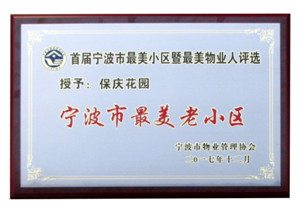 首届宁波市最美小区暨最美物业人评选
授予：保庆花园
宁波市最美老小区
宁波市物业管理协会
二〇一七年十二月